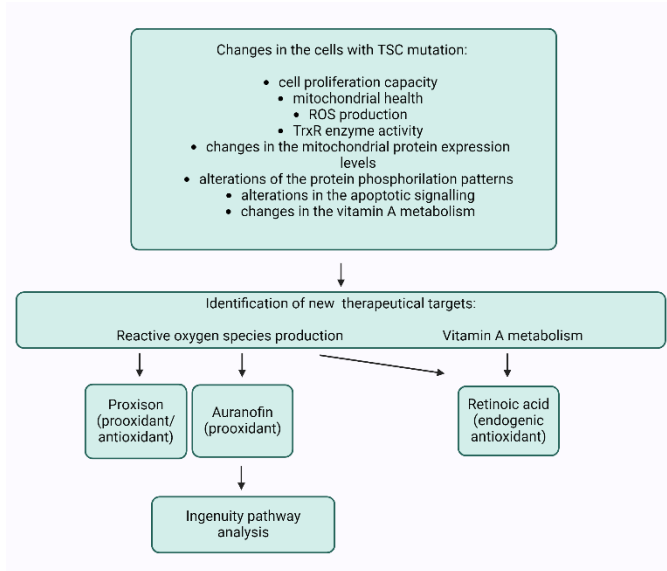 Changes in the cells with TSC mutation:
• cell proliferation capacity
• mitochondrial health
• ROS production
• TrxR enzyme activity
• changes in the mitochondrial protein expression
levels
• alterations of the protein phosphorilation patterns
• alterations in the apoptotic signalling
• changes in the vitamin A metabolism
Identification of new therapeutical targets:
Reactive oxygen species production
Vitamin A metabolism
Proxison
(prooxidant/
antioxidant)
Auranofin
(prooxidant)
Retinoic acid
(endogenic
antioxidant)
Ingenuity pathway
analysis